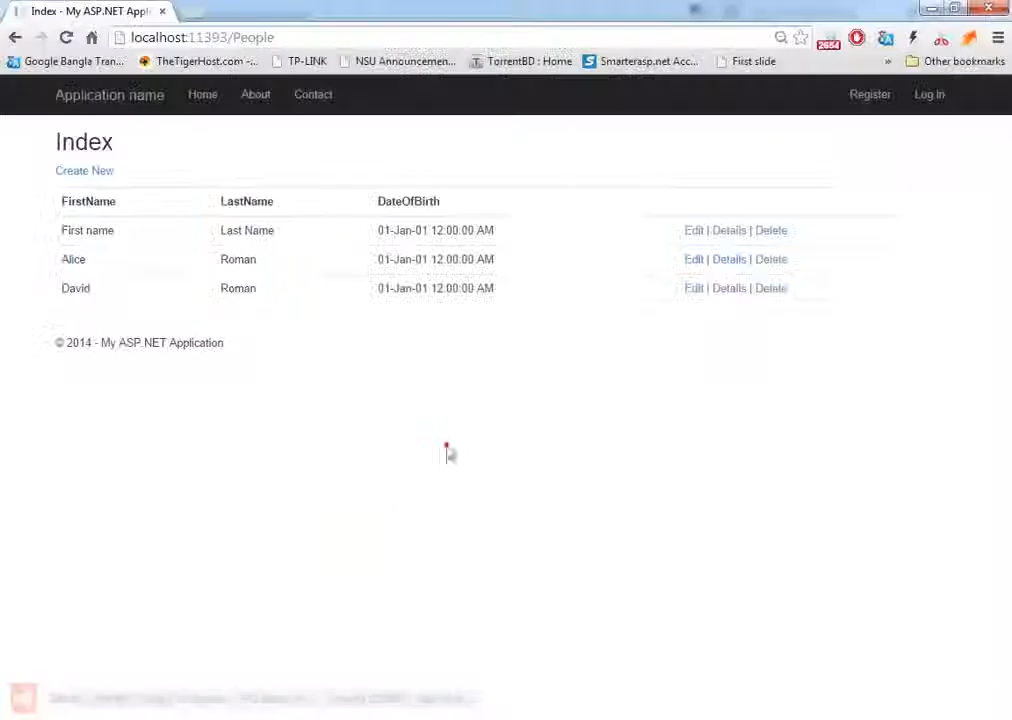 Index - My ASP.NET Appli
localhost:11393/People
2654
Google Bangla Tran...
TheTigerHost.com -...
TP-LINK
NSU Announcemen...
TorrentBD : Home
Smarterasp.net Acc...
First slide
»
Other bookmarks
Application name Home About Contact Register Log in
Index
Create New
FirstName LastName DateOfBirth
First name Last Name 01-Jan-01 12:00:00 AM Edit | Details | Delete
Alice Roman 01-Jan-01 12:00:00 AM Edit | Details | Delete
David Roman 01-Jan-01 12:00:00 AM Edit | Details | Delete
© 2014 - My ASP.NET Application